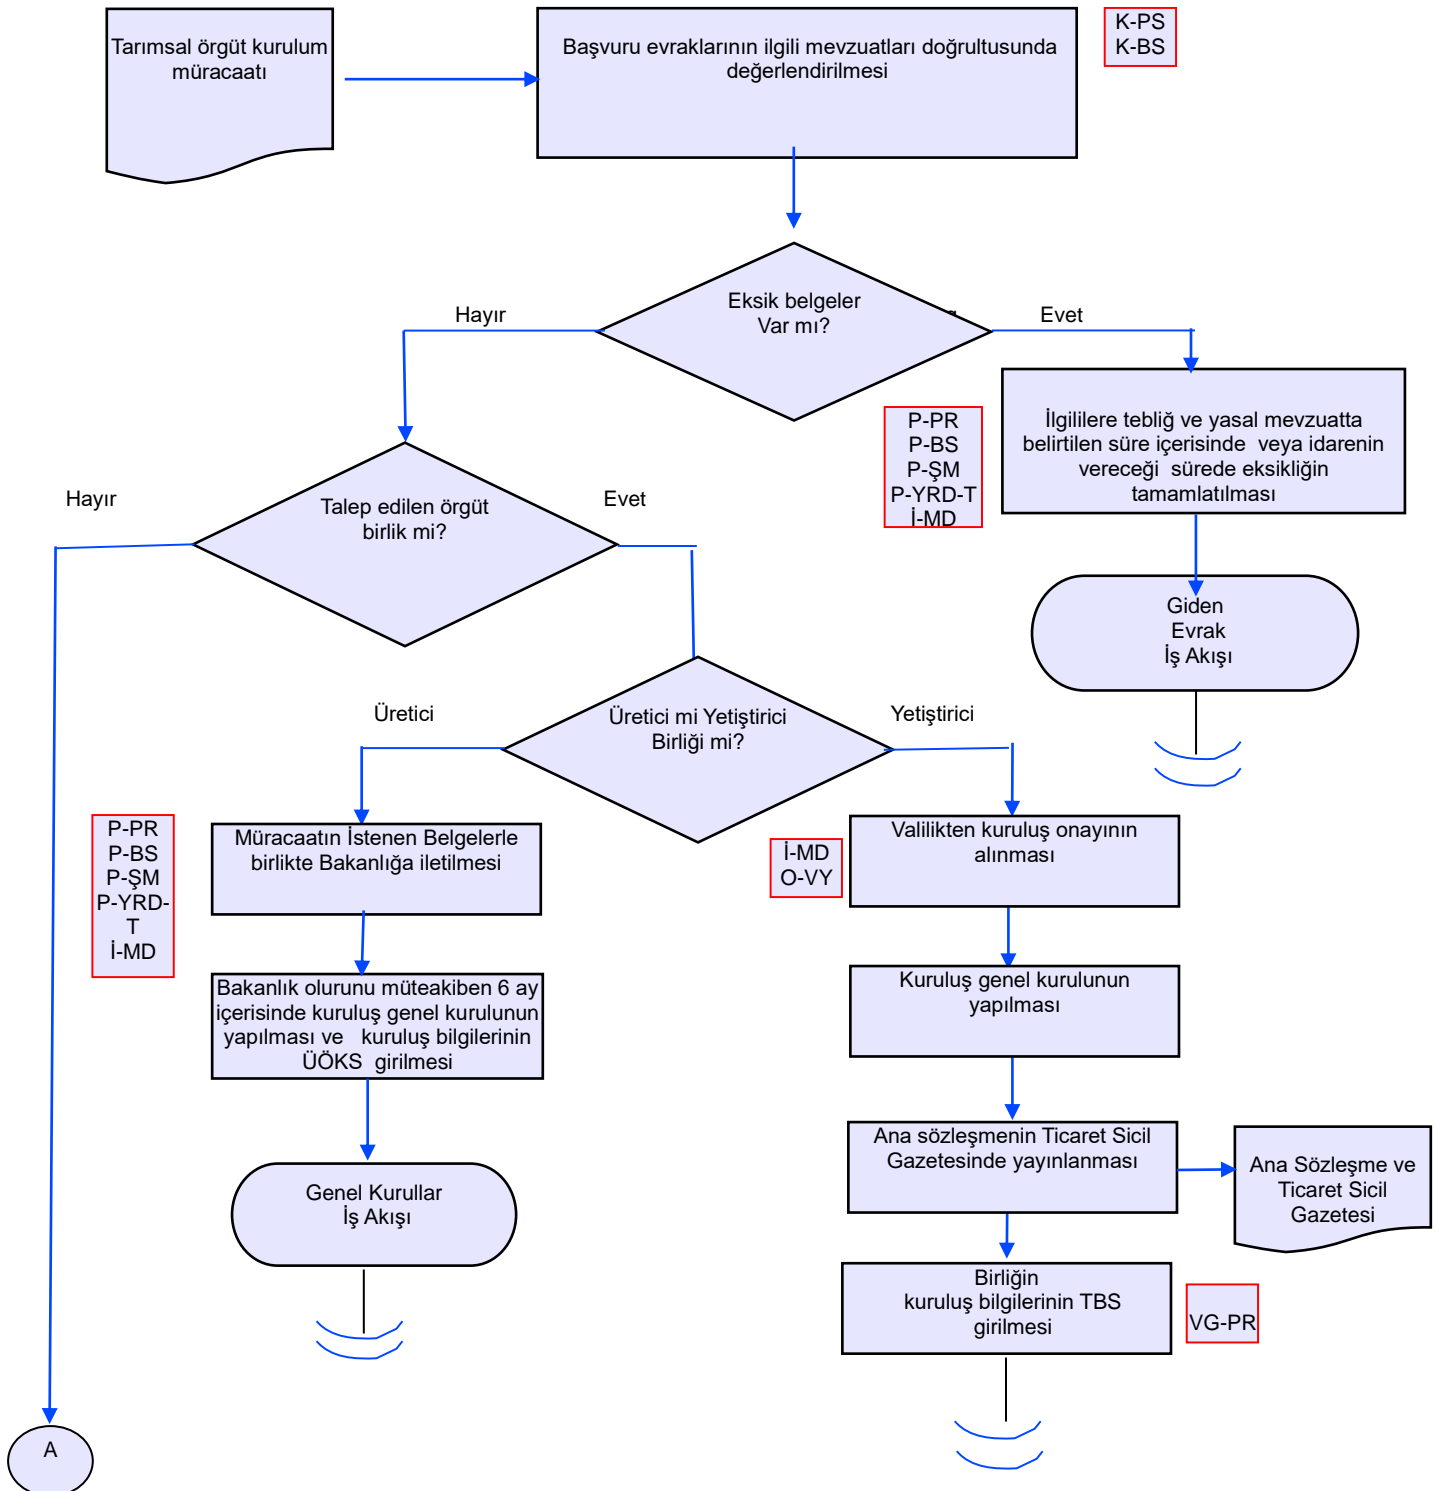 Tarımsal örgüt kurulum
müracaatı
Başvuru evraklarının ilgili mevzuatları doğrultusunda
değerlendirilmesi
K-PS
K-BS
Eksik belgeler
Var mı?
Hayır
Evet
İlgililere tebliğ ve yasal mevzuatta
belirtilen süre içerisinde veya idarenin
vereceği sürede eksikliğin
tamamlatılması
P-PR
P-BS
P-ŞM
P-YRD-T
İ-MD
Hayır
Talep edilen örgüt
birlik mi?
Evet
Giden
Evrak
İş Akışı
Üretici
Üretici mi Yetiştirici
Birliği mi?
Yetiştirici
P-PR
P-BS
P-ŞM
P-YRD-
T
İ-MD
Müracaatın İstenen Belgelerle
birlikte Bakanlığa iletilmesi
İ-MD
O-VY
Valilikten kuruluş onayının
alınması
Bakanlık olurunu müteakiben 6 ay
içerisinde kuruluş genel kurulunun
yapılması ve kuruluş bilgilerinin
ÜÖKS girilmesi
Kuruluş genel kurulunun
yapılması
Genel Kurullar
İş Akışı
Ana sözleşmenin Ticaret Sicil
Gazetesinde yayınlanması
Ana Sözleşme ve
Ticaret Sicil
Gazetesi
Birliğin
kuruluş bilgilerinin TBS
girilmesi
VG-PR
A